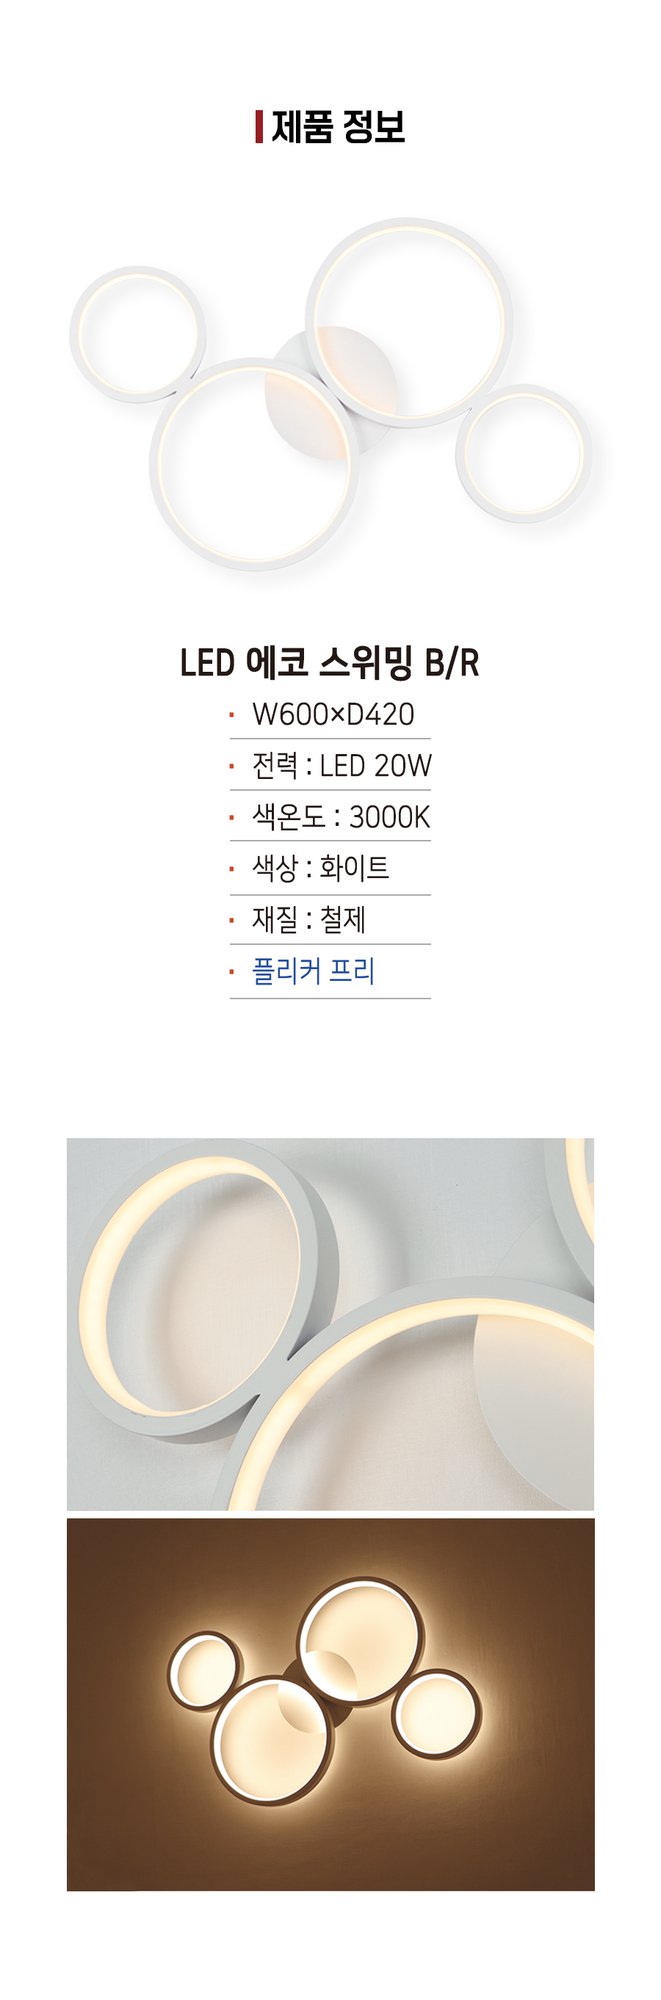 제품 정보
LED 에코 스위밍 B/R
· W600×D420
· 전력 : LED 20W
· 색온도 : 3000K
· 색상 : 화이트
· 재질 : 철제
· 플리커 프리